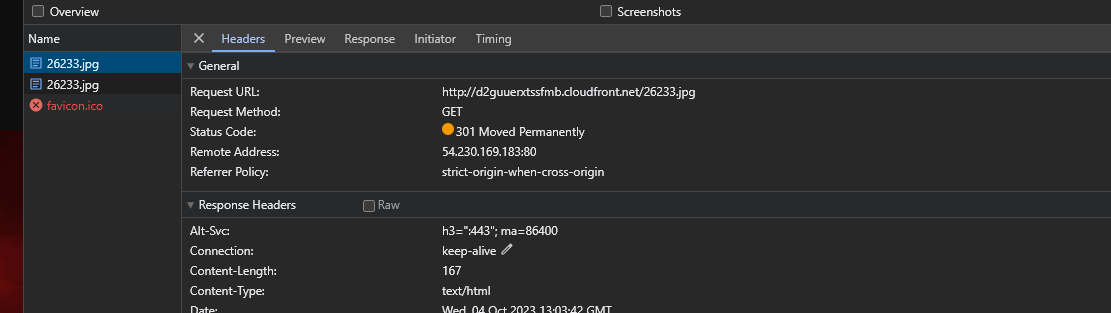 Overview Screenshots
Name Headers Preview Response Initiator Timing
26233.jpg
26233.jpg
favicon.ico
General
Request URL: http://d2guuerxtssfmb.cloudfront.net/26233.jpg
Request Method: GET
Status Code: 301 Moved Permanently
Remote Address: 54.230.169.183:80
Referrer Policy: strict-origin-when-cross-origin
Response Headers Raw
Alt-Svc: h3=":443"; ma=86400
Connection: keep-alive
Content-Length: 167
Content-Type: text/html
Date: Wed, 04 Oct 2023 13:03:42 GMT